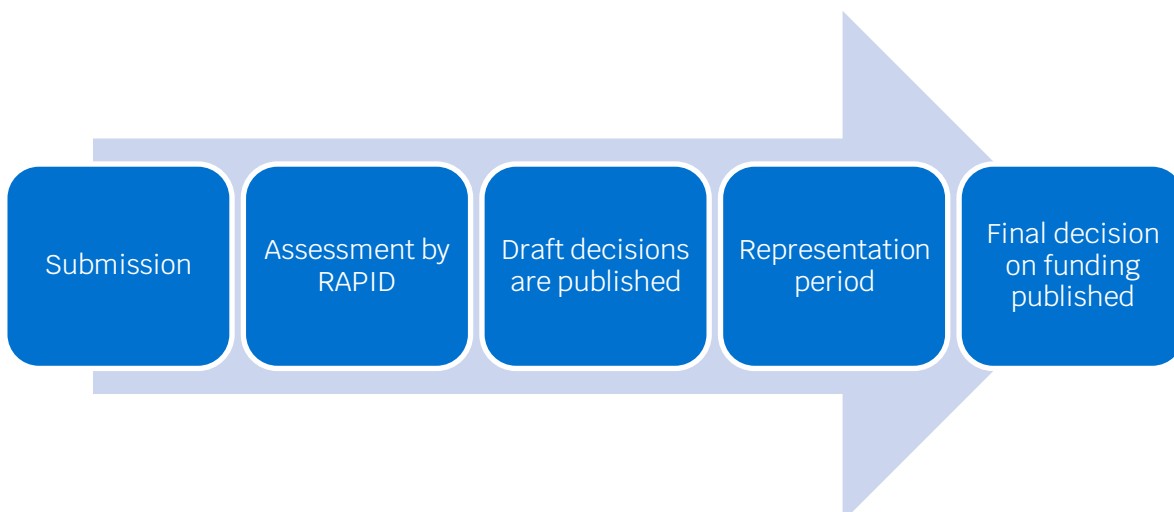 Submission
Assessment by
RAPID
Draft decisions
are published
Representation
period
Final decision
on funding
published